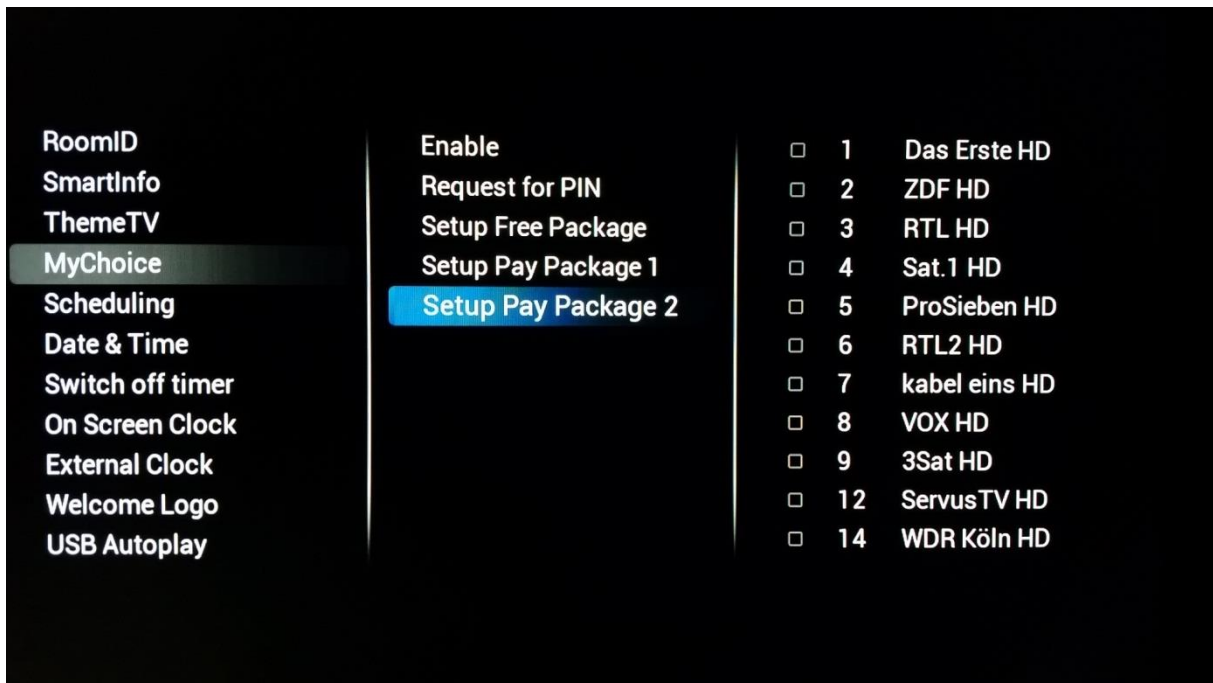 RoomID
SmartInfo
ThemeTV
MyChoice
Scheduling
Date & Time
Switch off timer
On Screen Clock
External Clock
Welcome Logo
USB Autoplay
Enable
Request for PIN
Setup Free Package
Setup Pay Package 1
Setup Pay Package 2
1 Das Erste HD
2 ZDF HD
3 RTL HD
4 Sat.1 HD
5 ProSieben HD
6 RTL2 HD
7 kabel eins HD
8 VOX HD
9 3Sat HD
12 ServusTV HD
14 WDR Köln HD